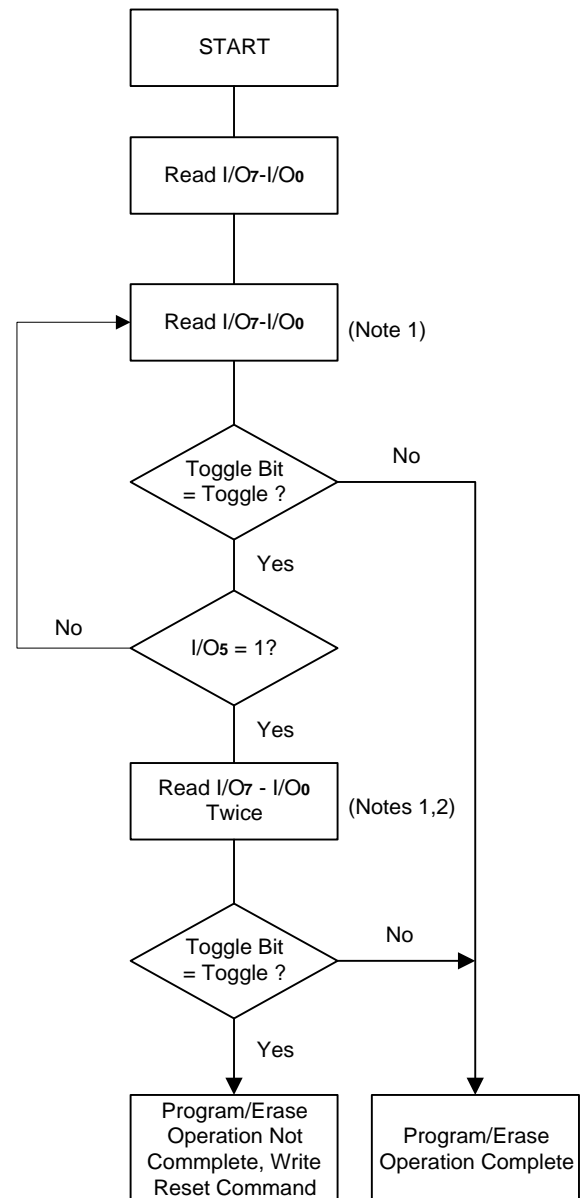 START
Read I/O7-I/O0
Read I/O7-I/O0
(Note 1)
Toggle Bit
= Toggle ?
No
Yes
No
I/O5 = 1?
Yes
Read I/O7 - I/O0
Twice
(Notes 1,2)
Toggle Bit
= Toggle ?
No
Yes
Program/Erase
Operation Not
Commplete, Write
Reset Command
Program/Erase
Operation Complete